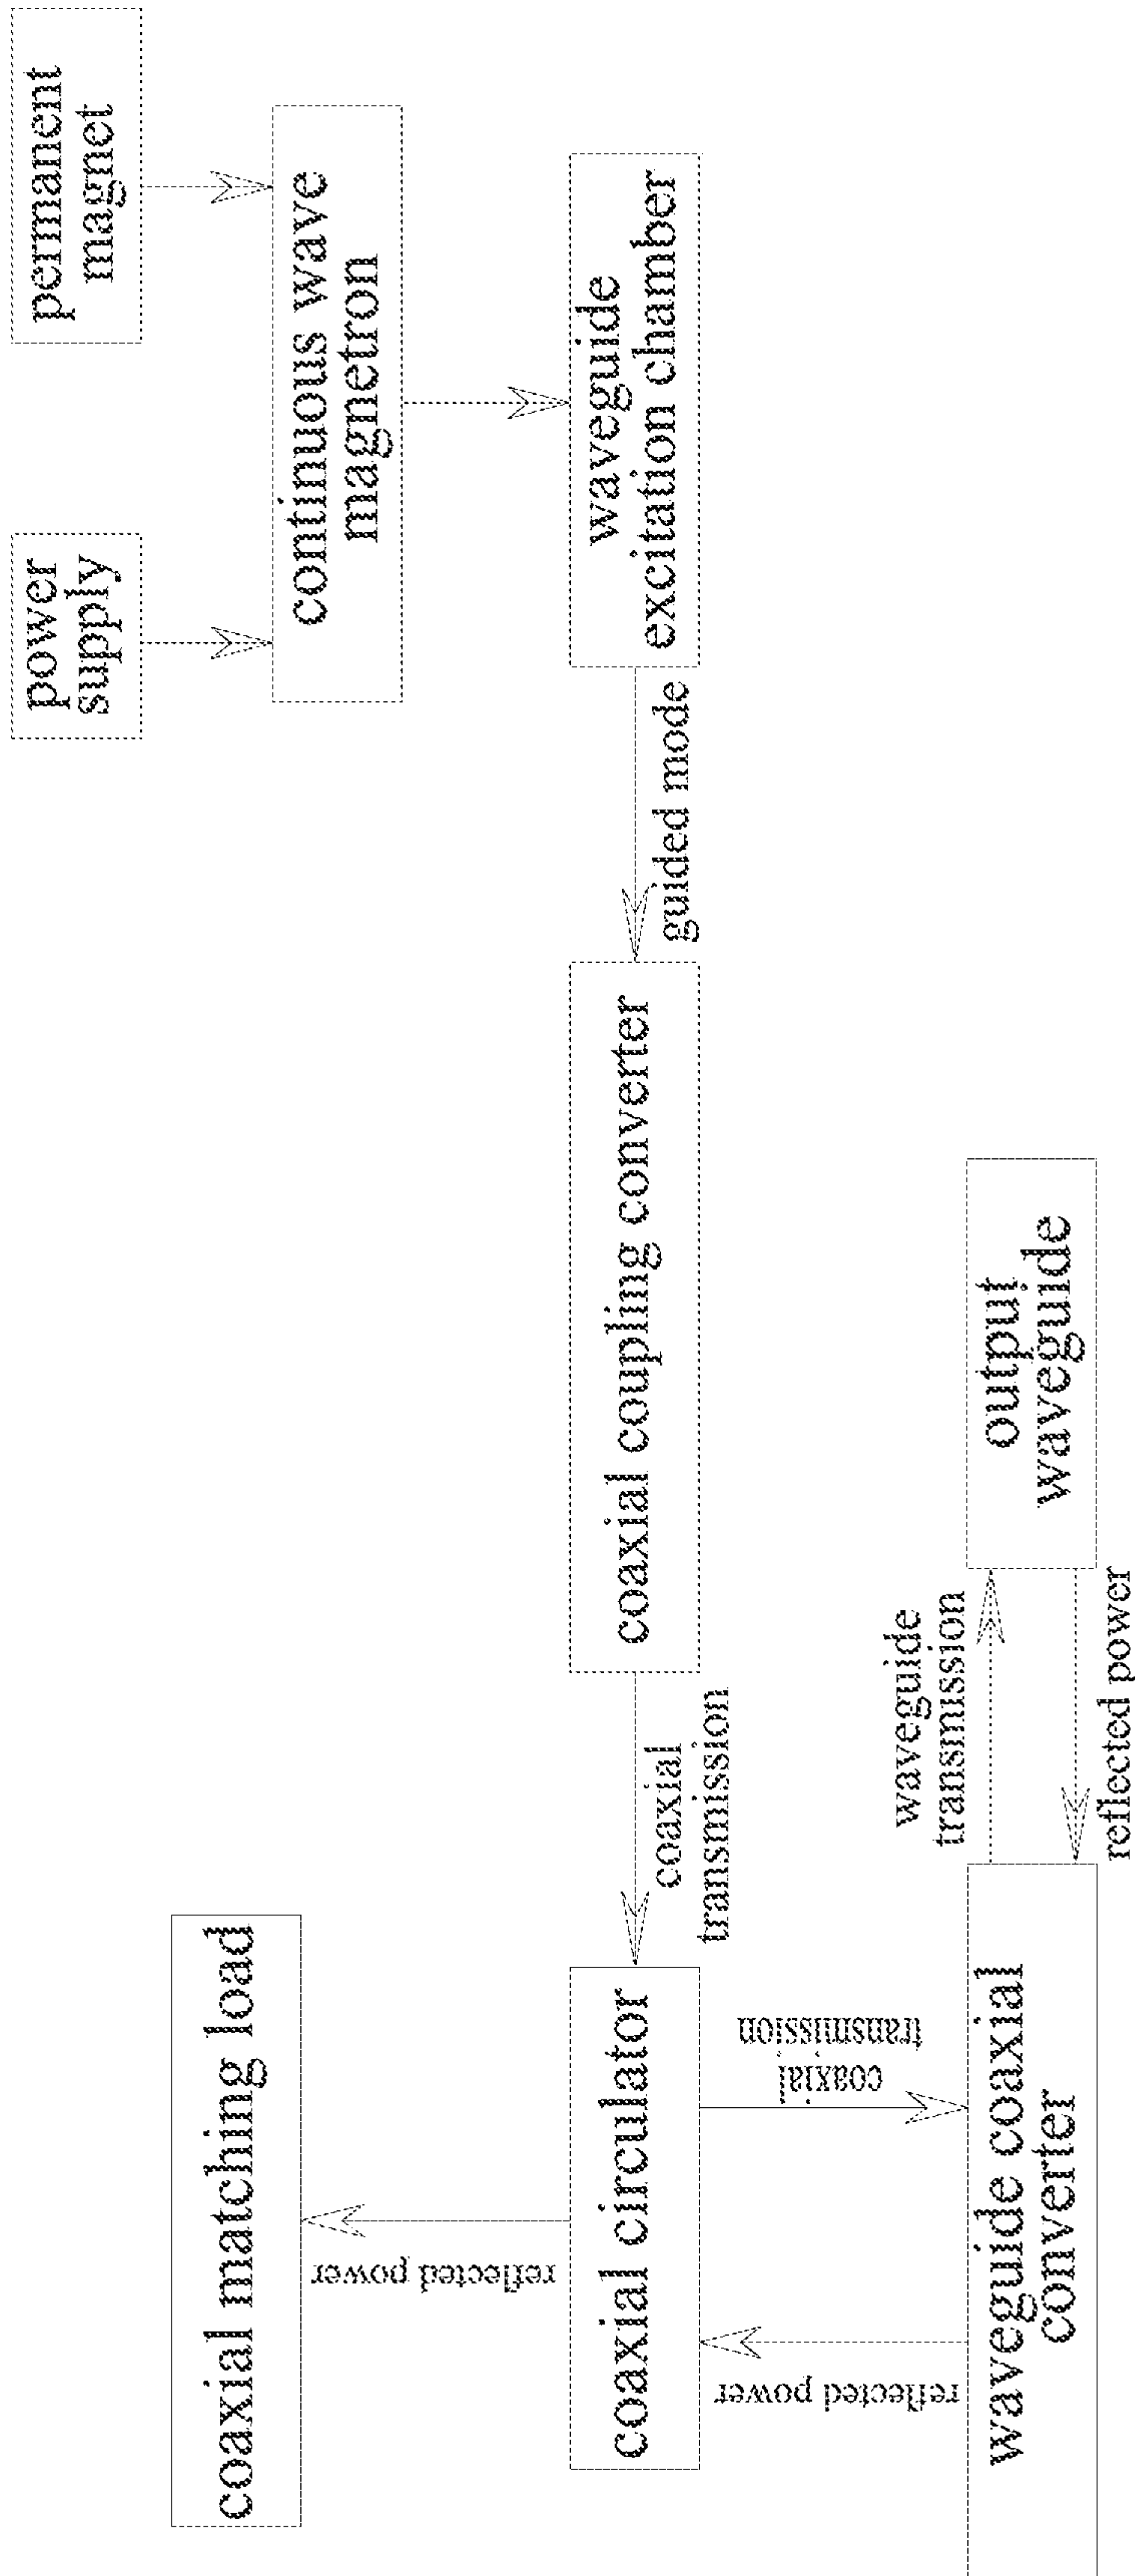 permanent
magnet
power
supply
continuous wave
magnetron
waveguide
excitation chamber
guided mode
coaxial coupling converter
coaxial
transmission
coaxial circulator
reflected power
coaxial matching load
coaxial
transmission
reflected power
waveguide coaxial
converter
waveguide
transmission
reflected power
output
waveguide